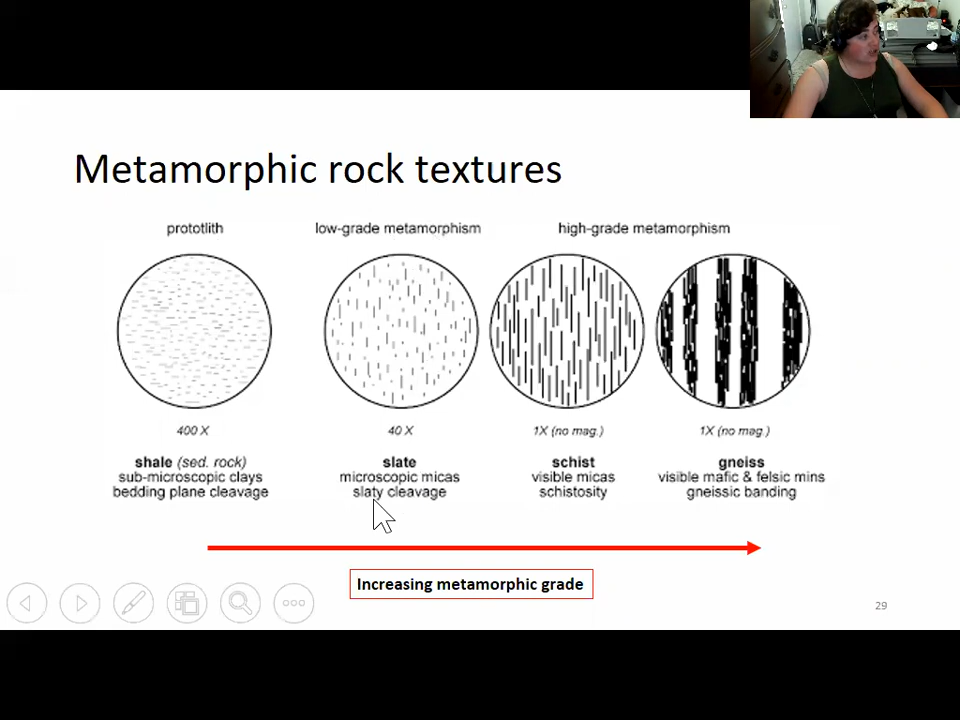 Metamorphic rock textures
prototlith
low-grade metamorphism
high-grade metamorphism
400 X
40 X
1X (no mag.)
1X (no mag.)
shale (sed. rock)
sub-microscopic clays
bedding plane cleavage
slate
microscopic micas
slaty cleavage
schist
visible micas
schistosity
gneiss
visible mafic & felsic mins
gneissic banding
Increasing metamorphic grade
29